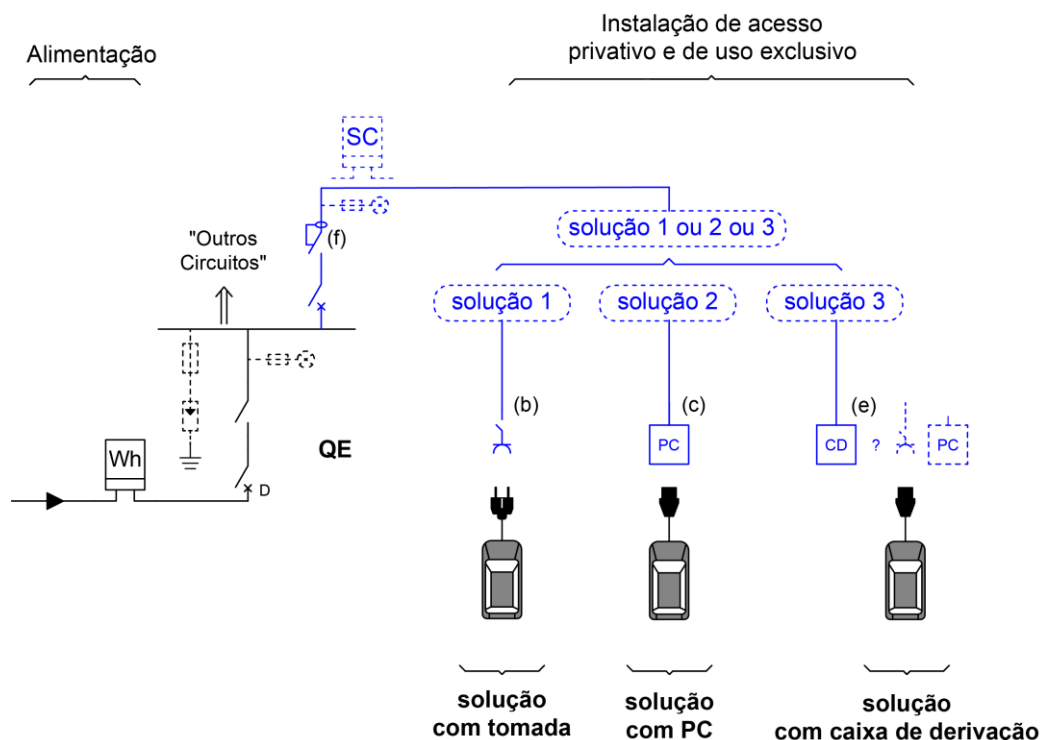 Alimentação
Instalação de acesso
privativo e de uso exclusivo
SC
solução 1 ou 2 ou 3
(f)
"Outros
Circuitos"
solução 1
solução 2
solução 3
(b)
(c)
(e)
PC
CD
?
PC
QE
Wh
D
solução
com tomada
solução
com PC
solução
com caixa de derivação